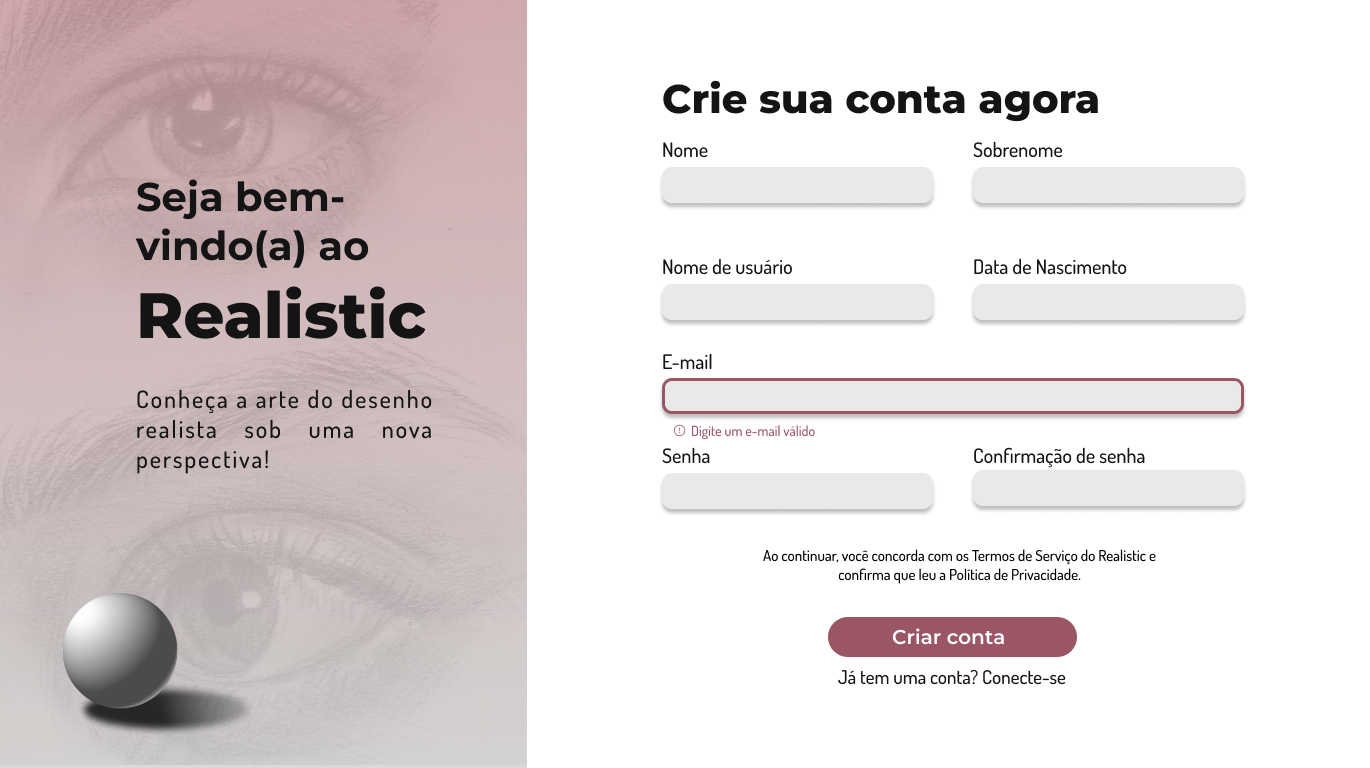 Seja bem-
vindo(a) ao
Realistic
Conheça a arte do desenho
realista sob uma nova
perspectiva!
Crie sua conta agora
Nome
Sobrenome
Nome de usuário
Data de Nascimento
E-mail
Digite um e-mail válido
Senha
Confirmação de senha
Ao continuar, você concorda com os Termos de Serviço do Realistic e
confirma que leu a Política de Privacidade.
Criar conta
Já tem uma conta? Conecte-se